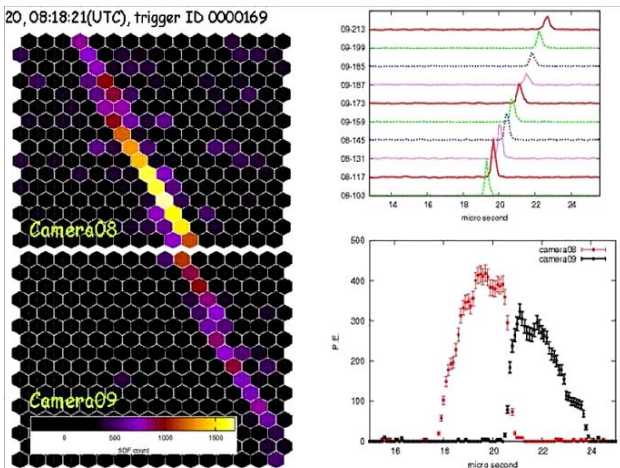 20, 08:18:21(UTC), trigger ID 0000169
Camera08
Camera09
0 500 1000 1500
SDF count
09-213
09-199
09-185
09-187
09-173
09-159
08-145
08-131
08-117
08-103
14 16 18 20 22 24
micro second
500
400
300
200
100
0
P.E.
camera08
camera09
15 16 18 20 22 24 25
micro second